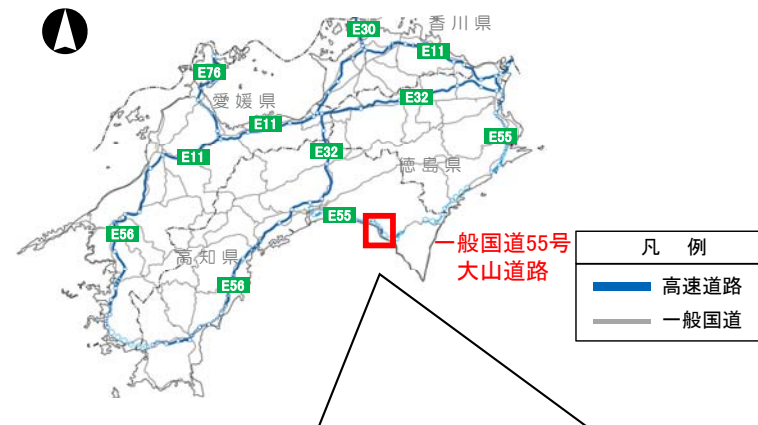 E30
香川県
E11
E76
愛媛県
E32
E11
E55
E32
E11
徳島県
E55
E56
一般国道55号
大山道路
高知県
E56
凡 例
高速道路
一般国道